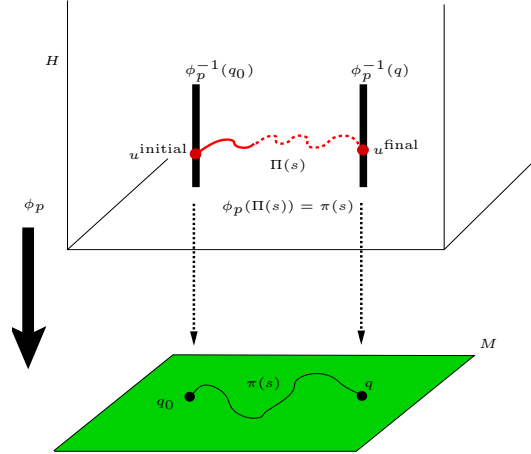 H
ϕ_p^{-1}(q_0) ϕ_p^{-1}(q)
u^{initial} u^{final}
Π(s)
ϕ_p ϕ_p(Π(s)) = π(s)
M
π(s) q
q_0